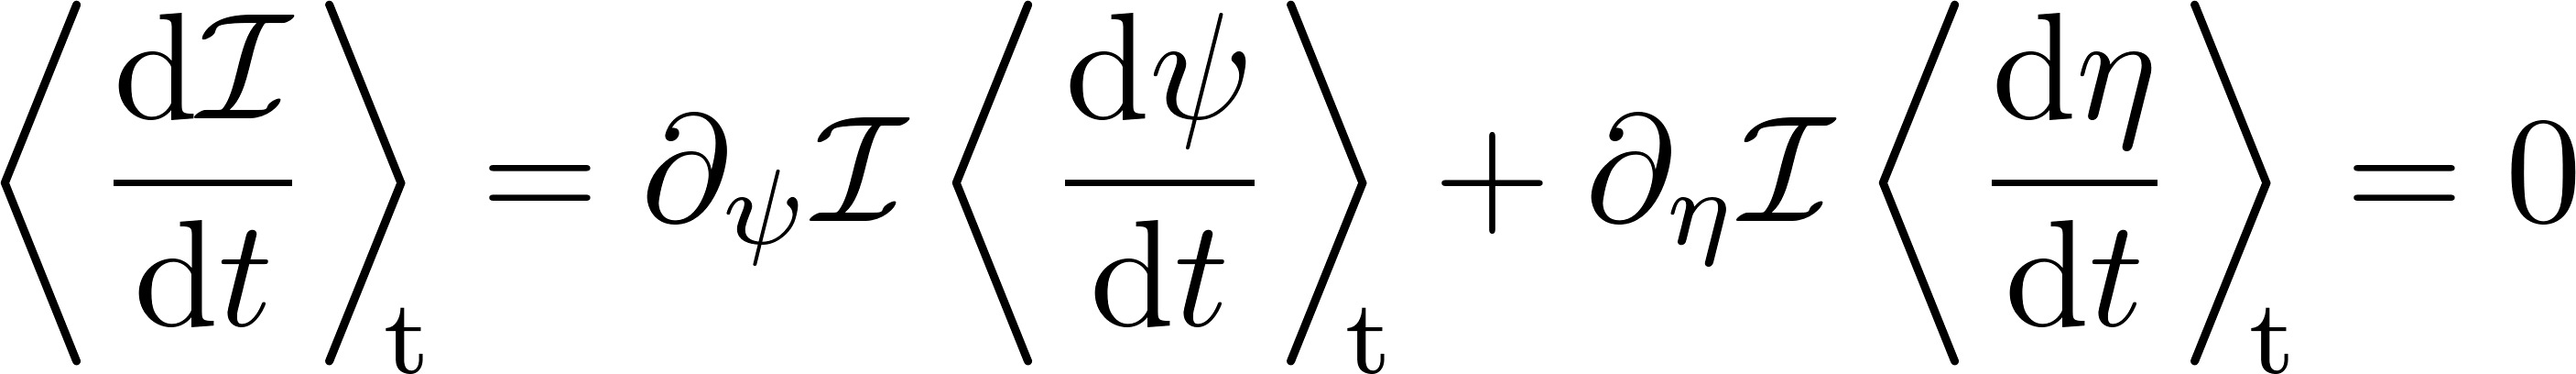 \left\langle \frac{\mathrm{d}\mathcal{I}}{\mathrm{d}t} \right\rangle_{\mathrm{t}} = \partial_{\psi}\mathcal{I} \left\langle \frac{\mathrm{d}\psi}{\mathrm{d}t} \right\rangle_{\mathrm{t}} + \partial_{\eta}\mathcal{I} \left\langle \frac{\mathrm{d}\eta}{\mathrm{d}t} \right\rangle_{\mathrm{t}} = 0